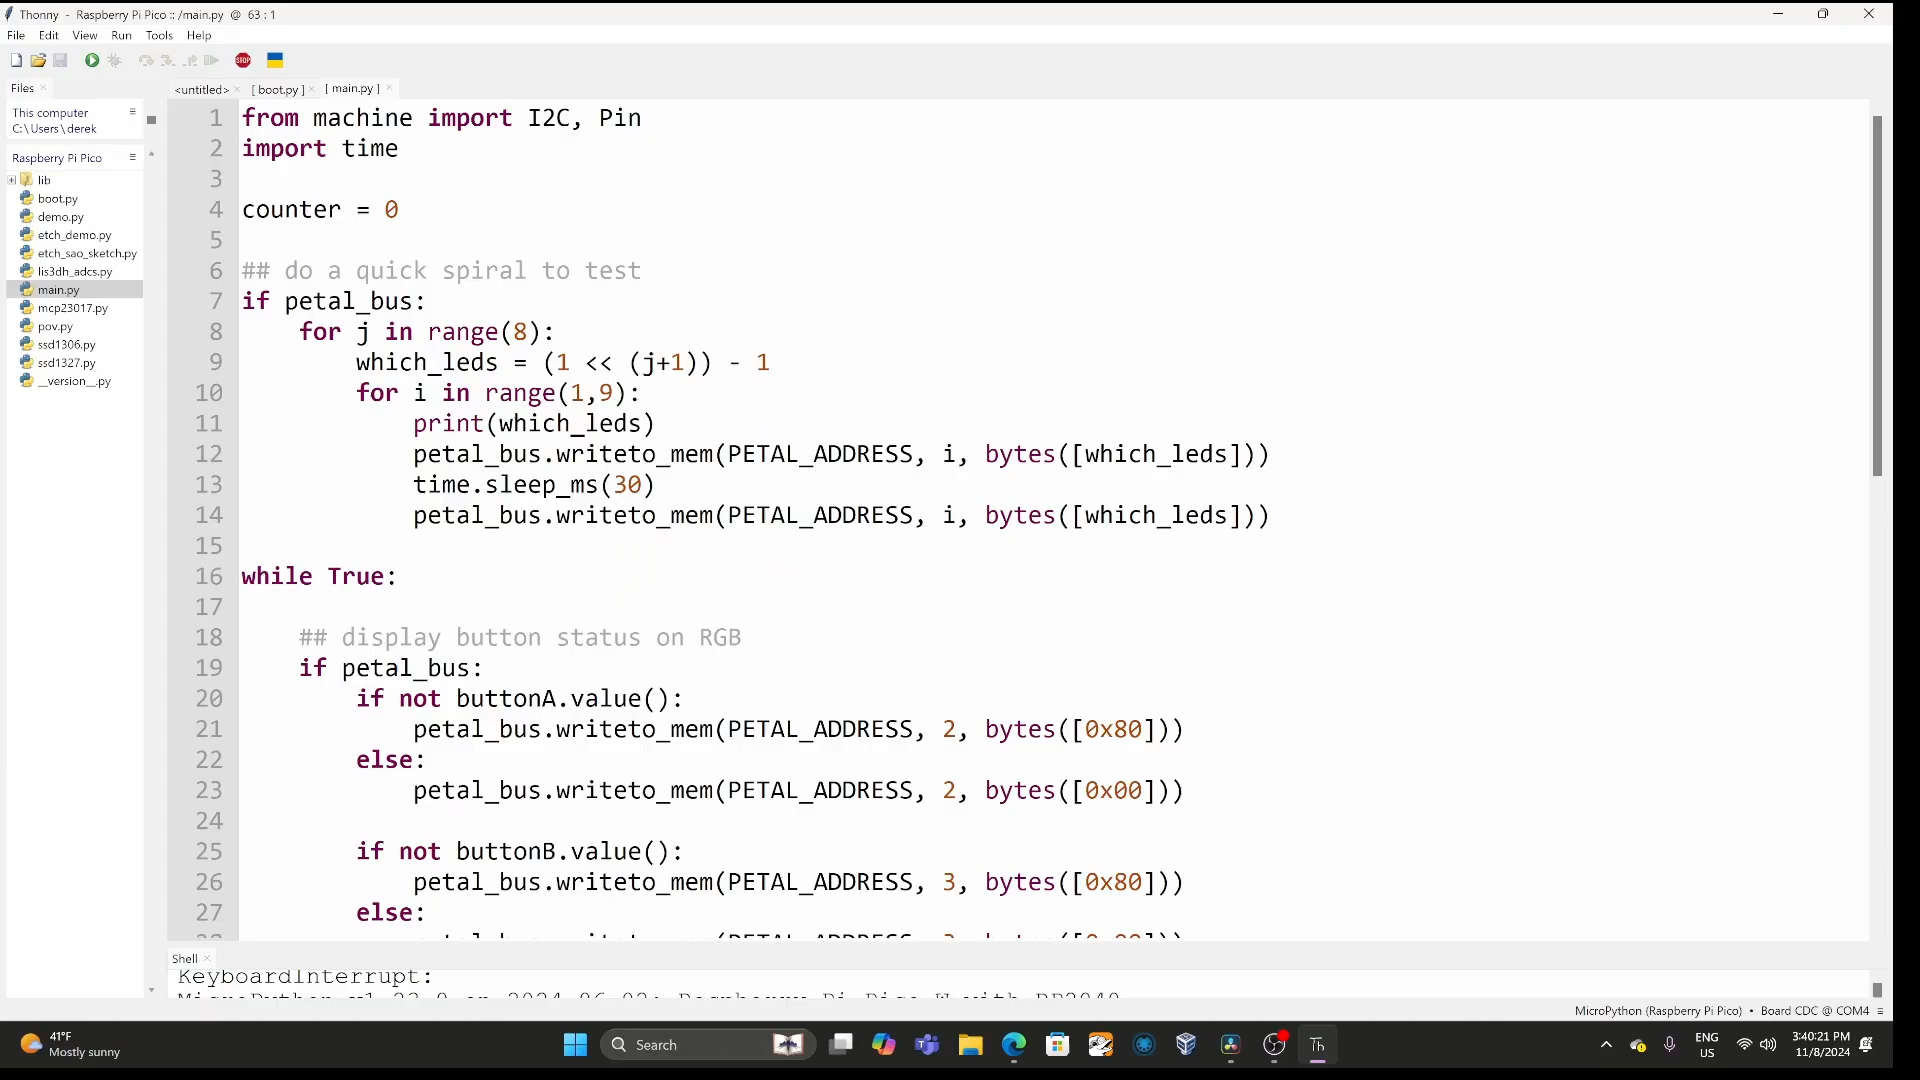 Thonny - Raspberry Pi Pico :: /main.py @ 63 : 1
File Edit View Run Tools Help
STOP
Files
<untitled> [ boot.py ] [ main.py ]
This computer
C:\Users\derek
Raspberry Pi Pico
lib
boot.py
demo.py
etch_demo.py
etch_sao_sketch.py
lis3dh_adcs.py
main.py
mcp23017.py
pov.py
ssd1306.py
ssd1327.py
__version__.py
1 from machine import I2C, Pin
2 import time
3
4 counter = 0
5
6 ## do a quick spiral to test
7 if petal_bus:
8     for j in range(8):
9         which_leds = (1 << (j+1)) - 1
10         for i in range(1,9):
11             print(which_leds)
12             petal_bus.writeto_mem(PETAL_ADDRESS, i, bytes([which_leds]))
13             time.sleep_ms(30)
14             petal_bus.writeto_mem(PETAL_ADDRESS, i, bytes([which_leds]))
15
16 while True:
17
18     ## display button status on RGB
19     if petal_bus:
20         if not buttonA.value():
21             petal_bus.writeto_mem(PETAL_ADDRESS, 2, bytes([0x80]))
22         else:
23             petal_bus.writeto_mem(PETAL_ADDRESS, 2, bytes([0x00]))
24
25         if not buttonB.value():
26             petal_bus.writeto_mem(PETAL_ADDRESS, 3, bytes([0x80]))
27         else:
Shell
KeyboardInterrupt:
MicroPython (Raspberry Pi Pico) • Board CDC @ COM4
41°F
Mostly sunny
Search
Th
ENG
US
3:40:21 PM
11/8/2024